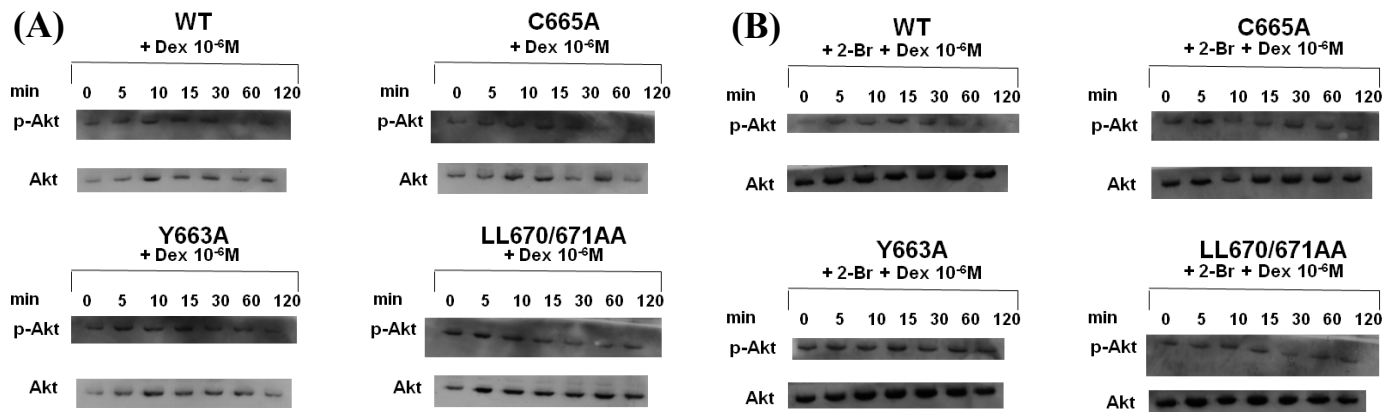 (A)
WT
+ Dex 10⁻⁶M
min 0 5 10 15 30 60 120
p-Akt
Akt
C665A
+ Dex 10⁻⁶M
min 0 5 10 15 30 60 120
p-Akt
Akt
Y663A
+ Dex 10⁻⁶M
min 0 5 10 15 30 60 120
p-Akt
Akt
LL670/671AA
+ Dex 10⁻⁶M
min 0 5 10 15 30 60 120
p-Akt
Akt
(B)
WT
+ 2-Br + Dex 10⁻⁶M
min 0 5 10 15 30 60 120
p-Akt
Akt
C665A
+ 2-Br + Dex 10⁻⁶M
min 0 5 10 15 30 60 120
p-Akt
Akt
Y663A
+ 2-Br + Dex 10⁻⁶M
min 0 5 10 15 30 60 120
p-Akt
Akt
LL670/671AA
+ 2-Br + Dex 10⁻⁶M
min 0 5 10 15 30 60 120
p-Akt
Akt